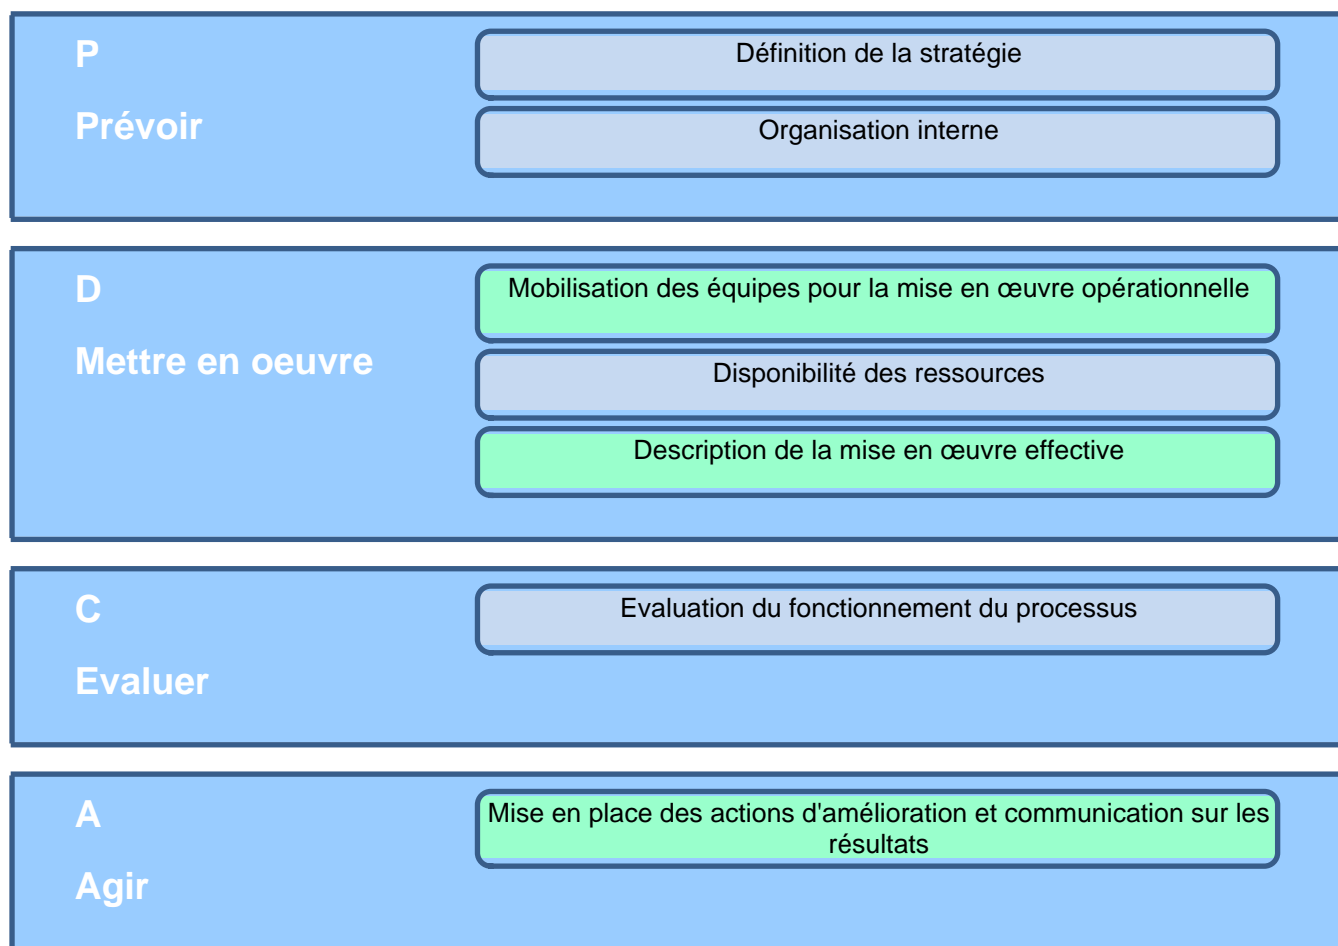 P
Prévoir
Définition de la stratégie
Organisation interne
D
Mettre en oeuvre
Mobilisation des équipes pour la mise en œuvre opérationnelle
Disponibilité des ressources
Description de la mise en œuvre effective
C
Evaluer
Evaluation du fonctionnement du processus
A
Agir
Mise en place des actions d'amélioration et communication sur les
résultats